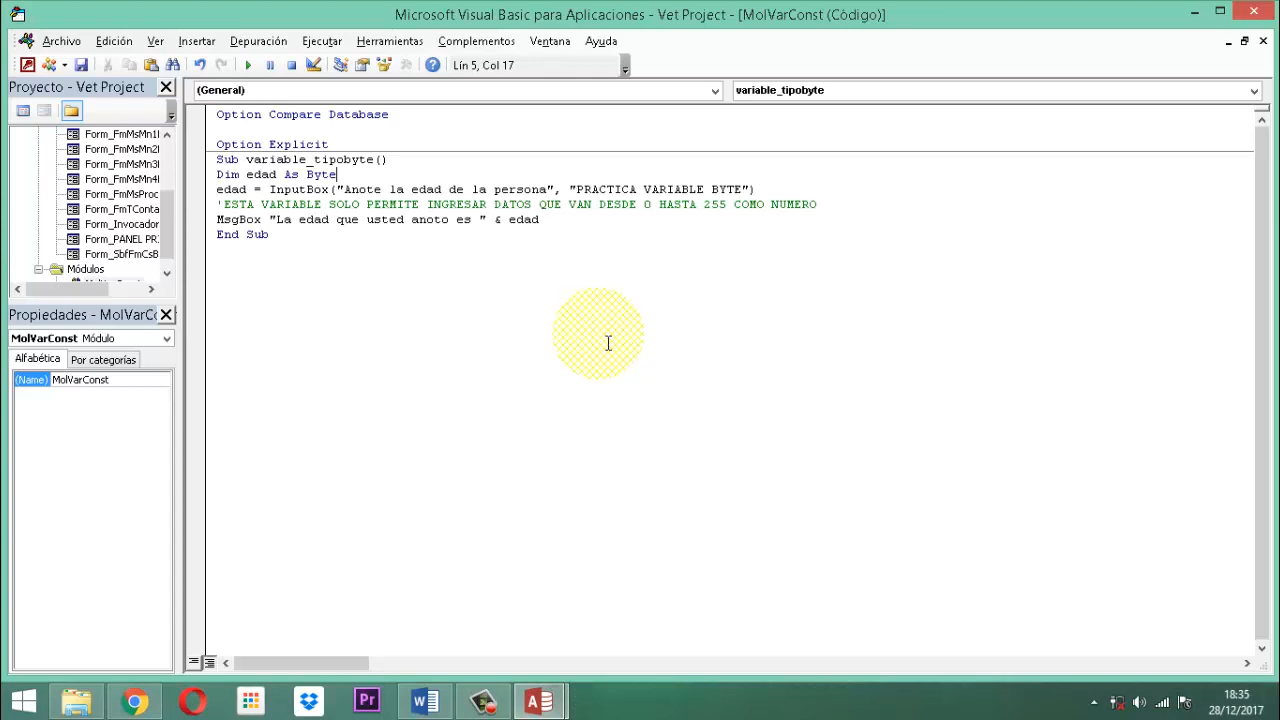 Microsoft Visual Basic para Aplicaciones - Vet Project - [MolVarConst (Código)]
Archivo Edición Ver Insertar Formato Depuración Ejecutar Herramientas Complementos Ventana Ayuda
Lín 5, Col 17
Proyecto - Vet Project
(General) variable_tipobyte
Form_FmMsMn1
Form_FmMsMn2
Form_FmMsMn3
Form_FmMsMn4
Form_FmMsProc
Form_FmTConta
Form_Invocador
Form_PANEL PR
Form_SbfFmCsB
Módulos
Option Compare Database
Option Explicit
Sub variable_tipobyte()
Dim edad As Byte
edad = InputBox("Anote la edad de la persona", "PRACTICA VARIABLE BYTE")
'ESTA VARIABLE SOLO PERMITE INGRESAR DATOS QUE VAN DESDE 0 HASTA 255 COMO NUMERO
MsgBox "La edad que usted anoto es " & edad
End Sub
Propiedades - MolVarC
MolVarConst Módulo
Alfabética Por categorías
(Name) MolVarConst
Pr
18:35
28/12/2017